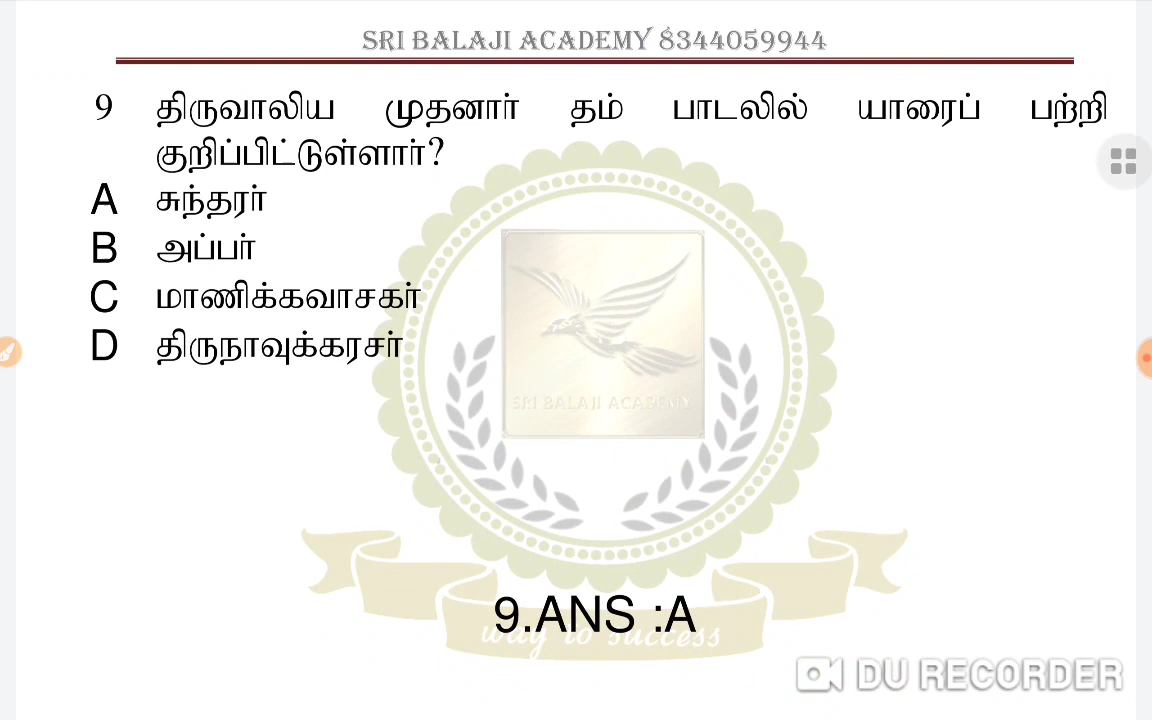 SRI BALAJI ACADEMY 8344059944
9 திருவாலிய முதனார் தம் பாடலில் யாரைப் பற்றி
குறிப்பிட்டுள்ளார்?
A சுந்தரர்
B அப்பர்
C மாணிக்கவாசகர்
D திருநாவுக்கரசர்
SRI BALAJI ACADEMY
9.ANS :A
way to success
DU RECORDER